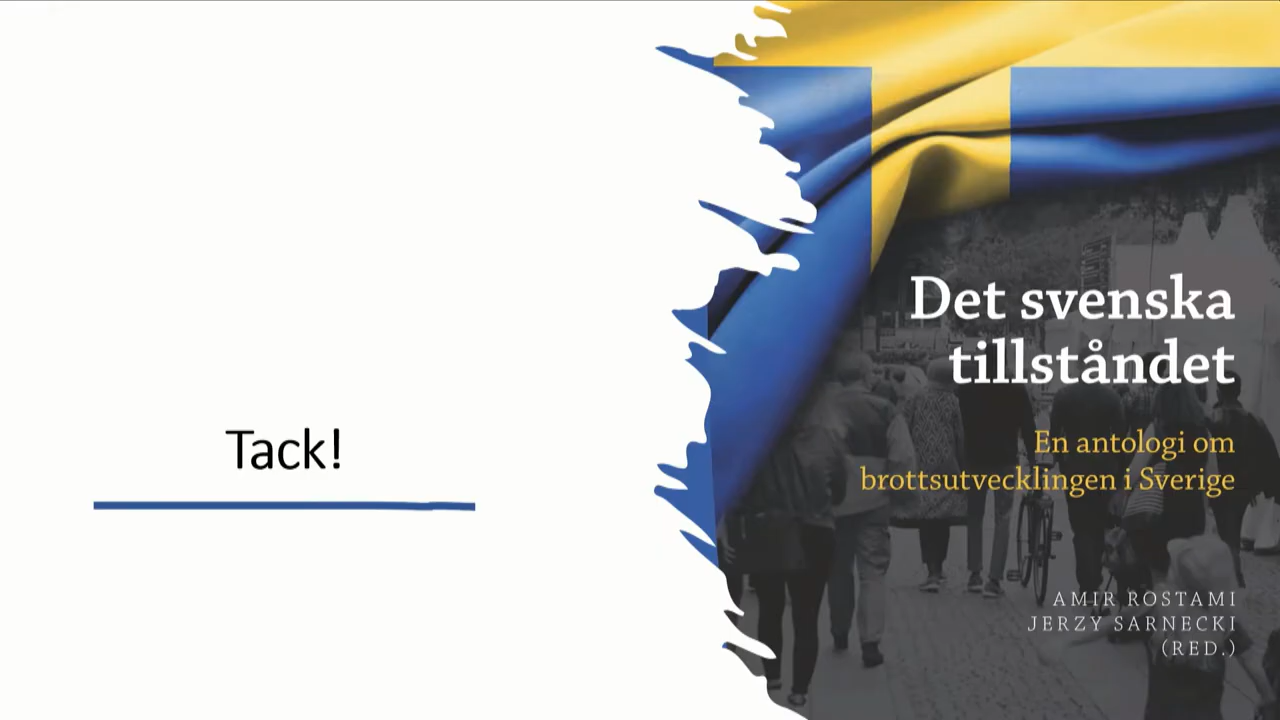 Tack!
Det svenska
tillståndet
En antologi om
brottsutvecklingen i Sverige
AMIR ROSTAMI
JERZY SARNECKI
(RED.)